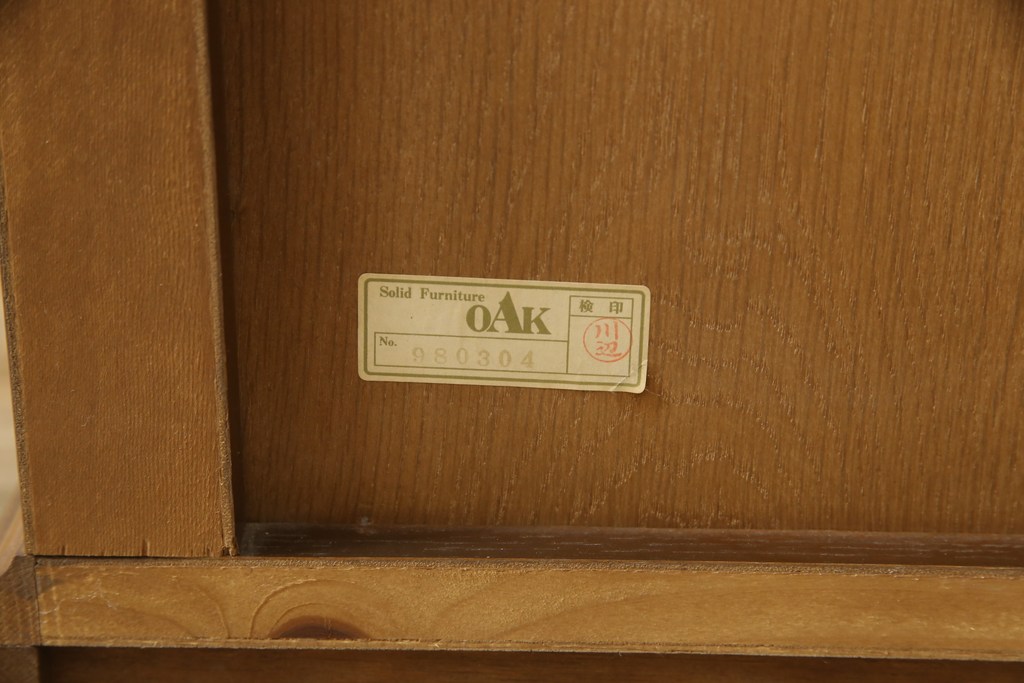 Solid Furniture
OAK
No.
980304
検印
川辺